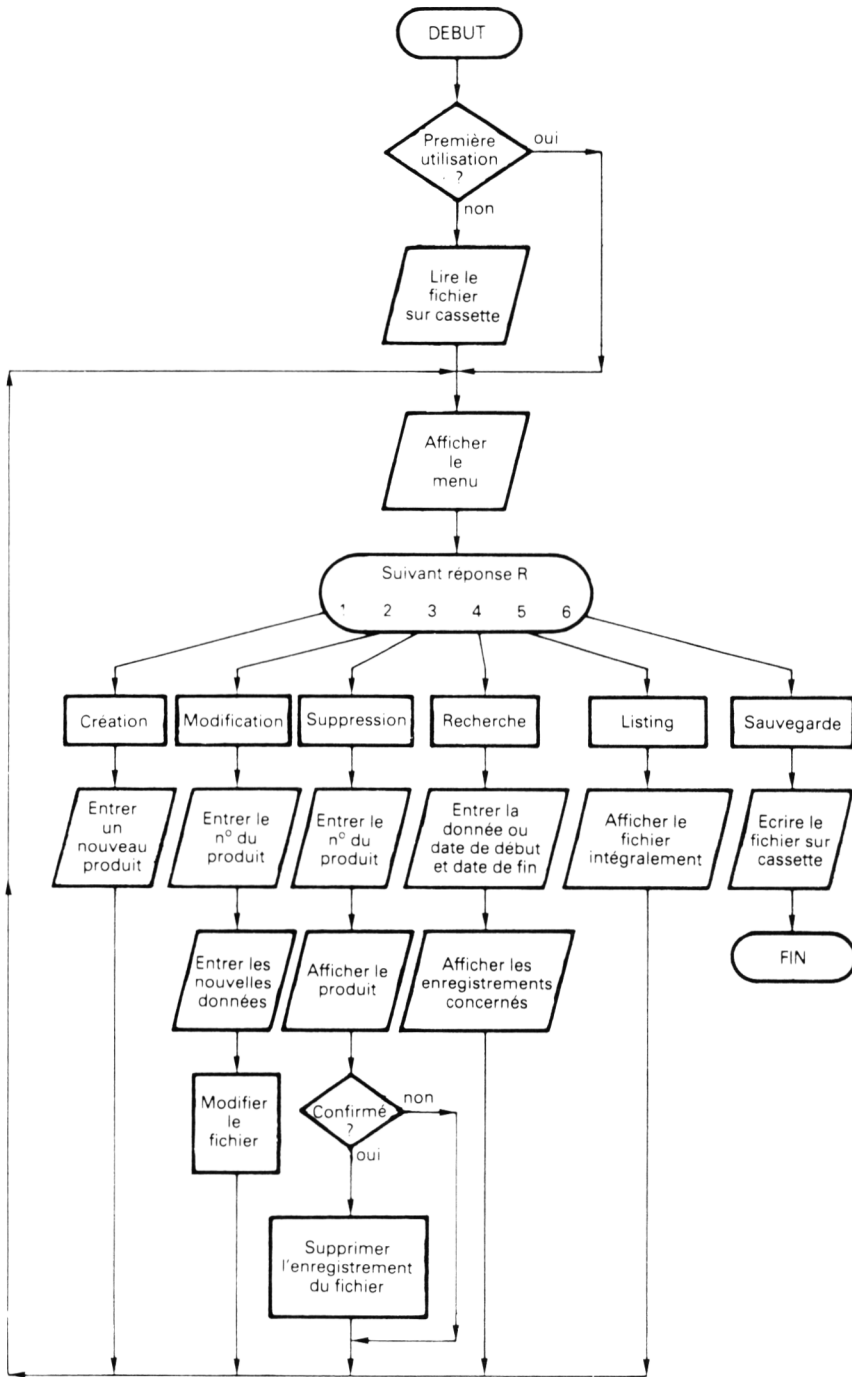 DEBUT
Première
utilisation
?
oui
non
Lire le
fichier
sur cassette
Afficher
le
menu
Suivant réponse R
1 2 3 4 5 6
Création
Modification
Suppression
Recherche
Listing
Sauvegarde
Entrer
un
nouveau
produit
Entrer le
n° du
produit
Entrer le
n° du
produit
Entrer la
donnée ou
date de début
et date de fin
Afficher le
fichier
intégralement
Ecrire le
fichier sur
cassette
Entrer les
nouvelles
données
Afficher le
produit
Afficher les
enregistrements
concernés
FIN
Modifier
le
fichier
Confirmé
?
non
oui
Supprimer
l'enregistrement
du fichier